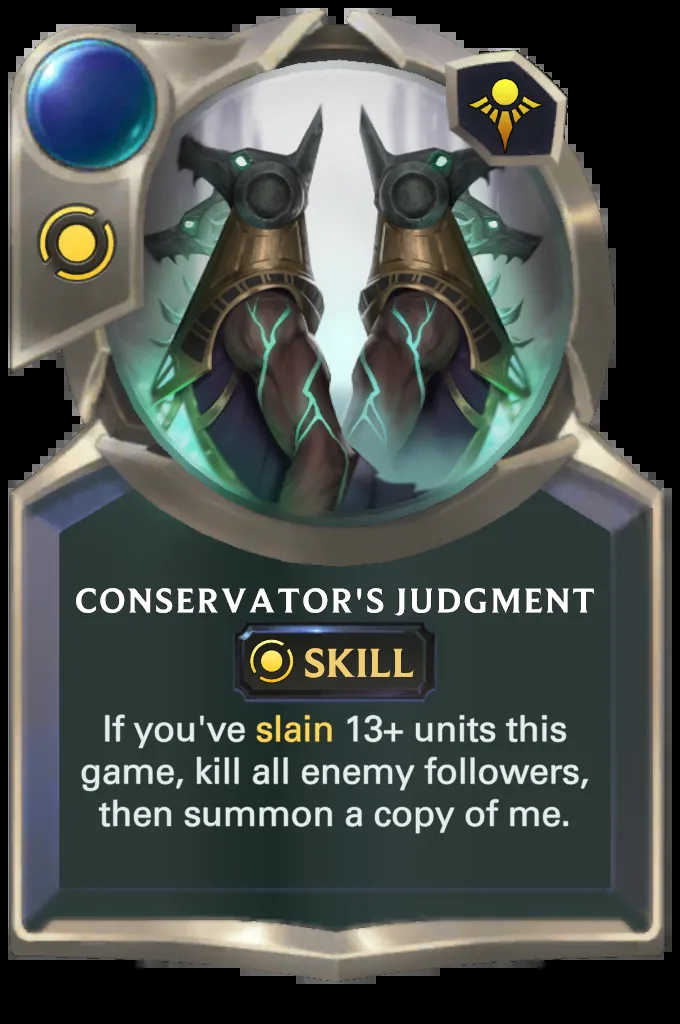 CONSERVATOR'S JUDGMENT
SKILL
If you've slain 13+ units this
game, kill all enemy followers,
then summon a copy of me.